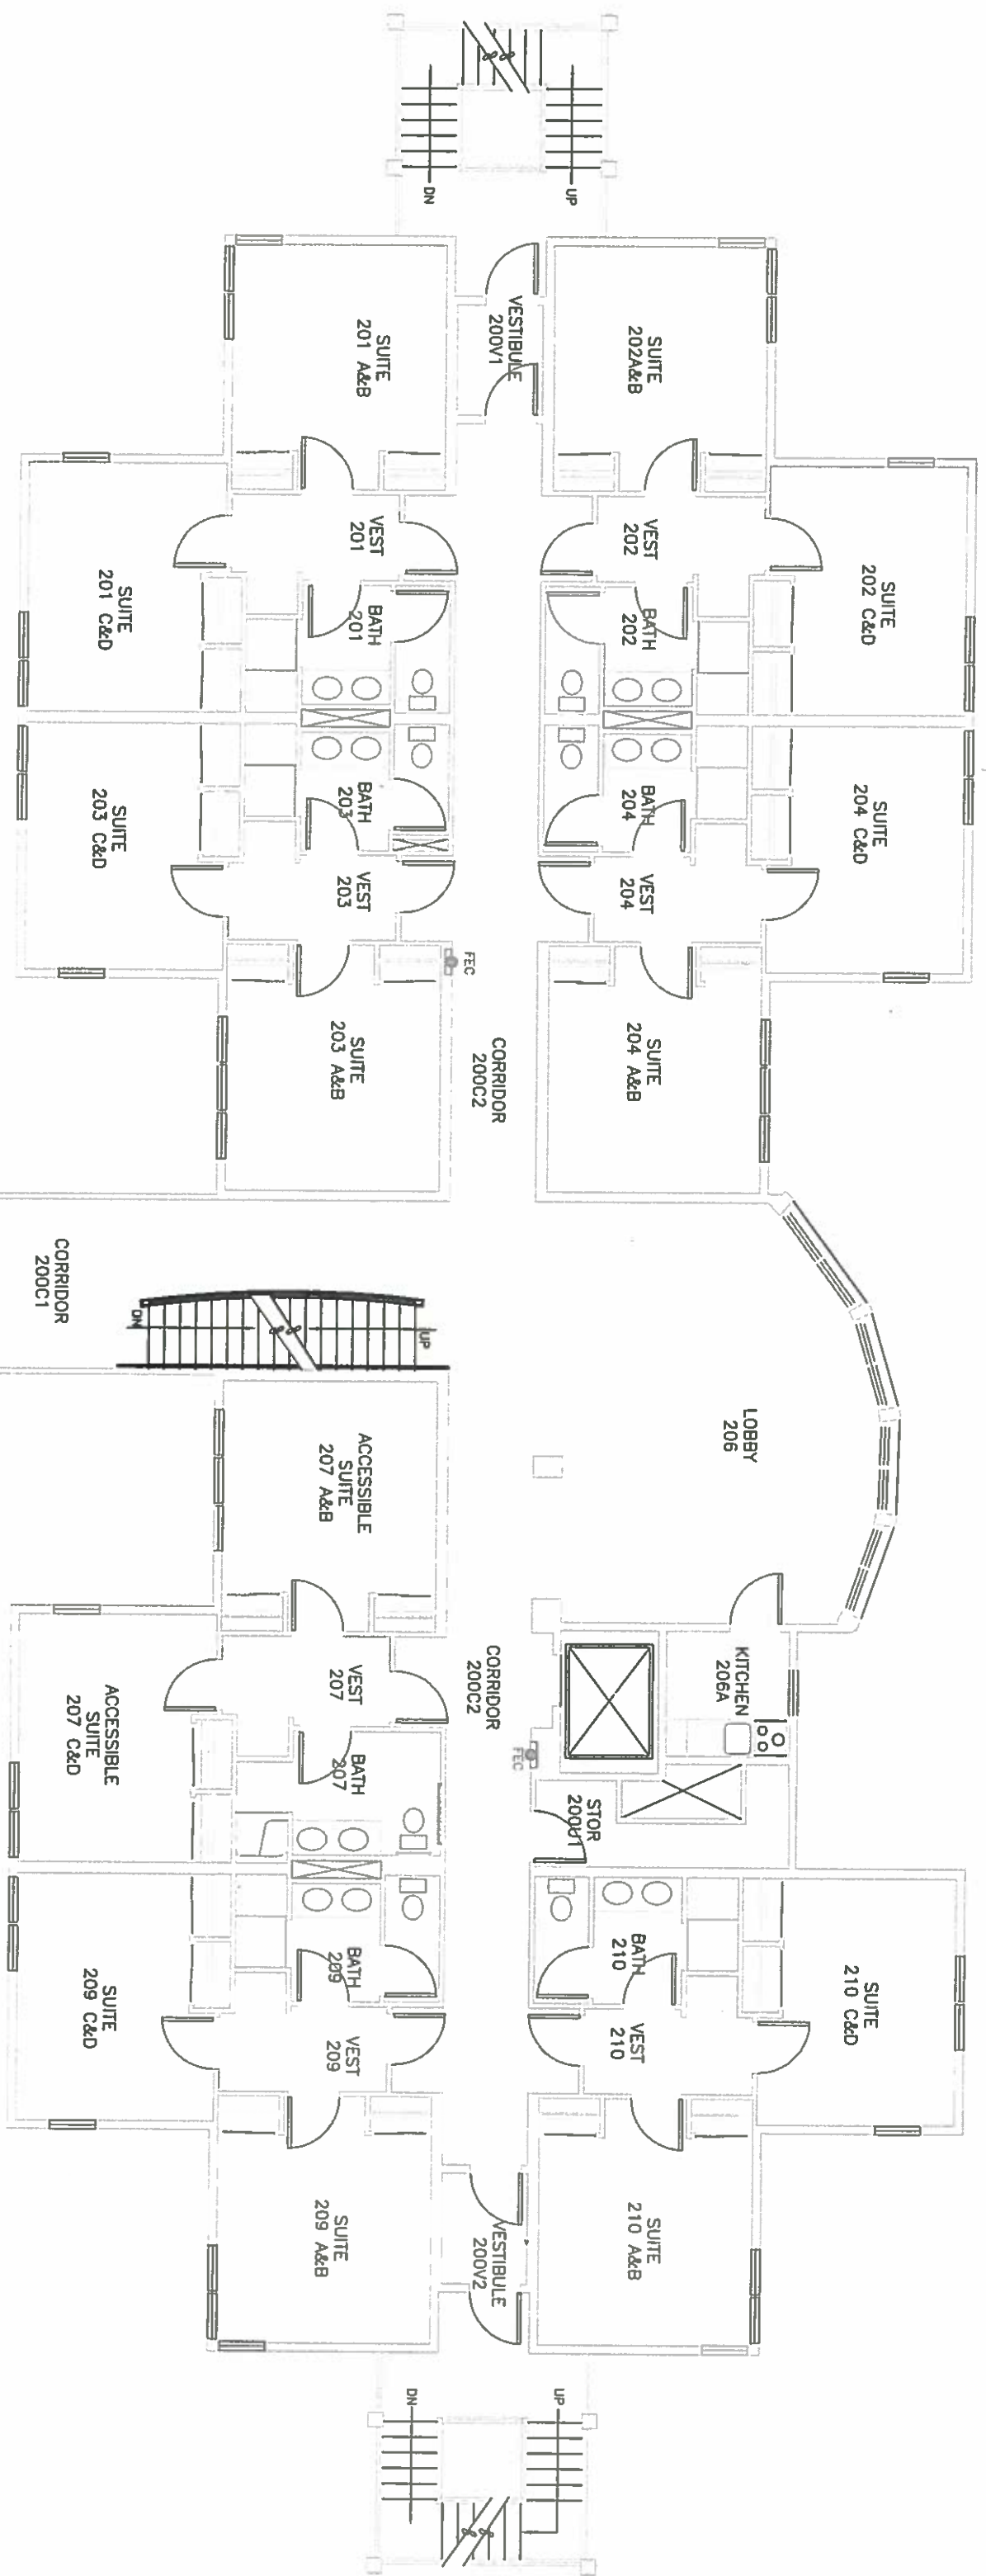 DN
UP
VESTIBULE
200V1
SUITE
201 A&B
SUITE
202A&B
VEST
201
VEST
202
SUITE
201 C&D
BATH
201
BATH
202
SUITE
202 C&D
SUITE
203 C&D
BATH
203
BATH
204
SUITE
204 C&D
VEST
203
VEST
204
FEC
SUITE
203 A&B
CORRIDOR
200C2
SUITE
204 A&B
CORRIDOR
200C1
DN
UP
LOBBY
206
ACCESSIBLE
SUITE
207 A&B
VEST
207
CORRIDOR
200C2
KITCHEN
206A
ACCESSIBLE
SUITE
207 C&D
BATH
207
FEC
STOR
200U1
SUITE
209 C&D
BATH
209
BATH
210
SUITE
210 C&D
VEST
209
VEST
210
SUITE
209 A&B
VESTIBULE
200V2
SUITE
210 A&B
DN
UP